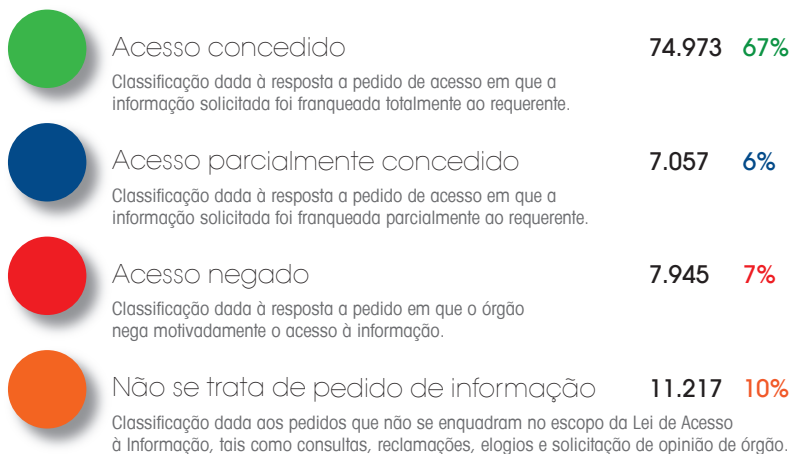 Acesso concedido 74.973 67%
Classificação dada à resposta a pedido de acesso em que a
informação solicitada foi franqueada totalmente ao requerente.
Acesso parcialmente concedido 7.057 6%
Classificação dada à resposta a pedido de acesso em que a
informação solicitada foi franqueada parcialmente ao requerente.
Acesso negado 7.945 7%
Classificação dada à resposta a pedido em que o órgão
nega motivadamente o acesso à informação.
Não se trata de pedido de informação 11.217 10%
Classificação dada aos pedidos que não se enquadram no escopo da Lei de Acesso
à Informação, tais como consultas, reclamações, elogios e solicitação de opinião de órgão.